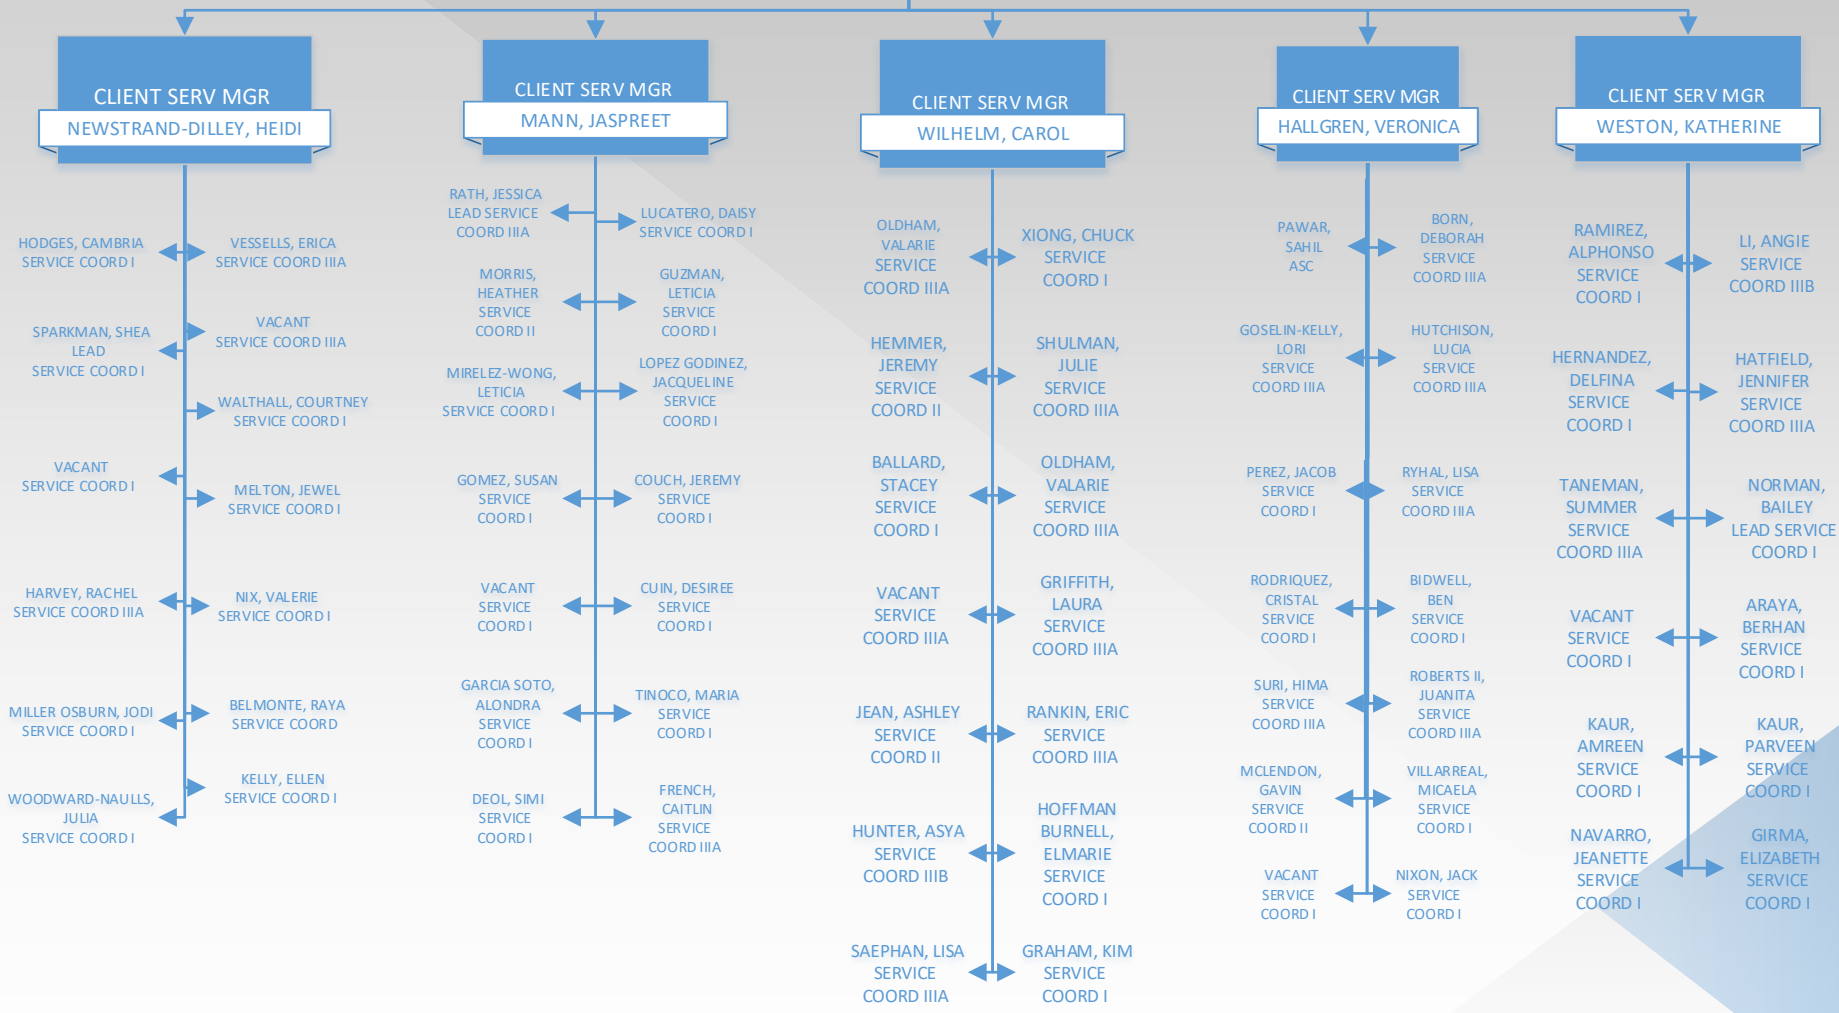 CLIENT SERV MGR
NEWSTRAND-DILLEY, HEIDI
HODGES, CAMBRIA
SERVICE COORD I
VESSELLS, ERICA
SERVICE COORD IIIA
SPARKMAN, SHEA
LEAD
SERVICE COORD I
VACANT
SERVICE COORD IIIA
WALTHALL, COURTNEY
SERVICE COORD I
VACANT
SERVICE COORD I
MELTON, JEWEL
SERVICE COORD I
HARVEY, RACHEL
SERVICE COORD IIIA
NIX, VALERIE
SERVICE COORD I
MILLER OSBURN, JODI
SERVICE COORD I
BELMONTE, RAYA
SERVICE COORD
KELLY, ELLEN
SERVICE COORD I
WOODWARD-NAULLS,
JULIA
SERVICE COORD I
CLIENT SERV MGR
MANN, JASPREET
RATH, JESSICA
LEAD SERVICE
COORD IIIA
LUCATERO, DAISY
SERVICE COORD I
MORRIS,
HEATHER
SERVICE
COORD II
GUZMAN,
LETICIA
SERVICE
COORD I
MIRELEZ-WONG,
LETICIA
SERVICE COORD I
LOPEZ GODINEZ,
JACQUELINE
SERVICE
COORD I
GOMEZ, SUSAN
SERVICE
COORD I
COUCH, JEREMY
SERVICE
COORD I
VACANT
SERVICE
COORD I
CUIN, DESIREE
SERVICE
COORD I
GARCIA SOTO,
ALONDRA
SERVICE
COORD I
TINOCO, MARIA
SERVICE
COORD I
DEOL, SIMI
SERVICE
COORD I
FRENCH,
CAITLIN
SERVICE
COORD IIIA
CLIENT SERV MGR
WILHELM, CAROL
OLDHAM,
VALARIE
SERVICE
COORD IIIA
XIONG, CHUCK
SERVICE
COORD I
HEMMER,
JEREMY
SERVICE
COORD II
SHULMAN,
JULIE
SERVICE
COORD IIIA
BALLARD,
STACEY
SERVICE
COORD I
OLDHAM,
VALARIE
SERVICE
COORD IIIA
VACANT
SERVICE
COORD IIIA
GRIFFITH,
LAURA
SERVICE
COORD IIIA
JEAN, ASHLEY
SERVICE
COORD II
RANKIN, ERIC
SERVICE
COORD IIIA
HUNTER, ASYA
SERVICE
COORD IIIB
HOFFMAN
BURNELL,
ELMARIE
SERVICE
COORD I
SAEPHAN, LISA
SERVICE
COORD IIIA
GRAHAM, KIM
SERVICE
COORD I
CLIENT SERV MGR
HALLGREN, VERONICA
PAWAR,
SAHIL
ASC
BORN,
DEBORAH
SERVICE
COORD IIIA
GOSELIN-KELLY,
LORI
SERVICE
COORD IIIA
HUTCHISON,
LUCIA
SERVICE
COORD IIIA
PEREZ, JACOB
SERVICE
COORD I
RYHAL, LISA
SERVICE
COORD IIIA
RODRIQUEZ,
CRISTAL
SERVICE
COORD I
BIDWELL,
BEN
SERVICE
COORD I
SURI, HIMA
SERVICE
COORD IIIA
ROBERTS II,
JUANITA
SERVICE
COORD IIIA
MCLENDON,
GAVIN
SERVICE
COORD II
VILLARREAL,
MICAELA
SERVICE
COORD I
VACANT
SERVICE
COORD I
NIXON, JACK
SERVICE
COORD I
CLIENT SERV MGR
WESTON, KATHERINE
RAMIREZ,
ALPHONSO
SERVICE
COORD I
LI, ANGIE
SERVICE
COORD IIIB
HERNANDEZ,
DELFINA
SERVICE
COORD I
HATFIELD,
JENNIFER
SERVICE
COORD IIIA
TANEMAN,
SUMMER
SERVICE
COORD IIIA
NORMAN,
BAILEY
LEAD SERVICE
COORD I
VACANT
SERVICE
COORD I
ARAYA,
BERHAN
SERVICE
COORD I
KAUR,
AMREEN
SERVICE
COORD I
KAUR,
PARVEEN
SERVICE
COORD I
NAVARRO,
JEANETTE
SERVICE
COORD I
GIRMA,
ELIZABETH
SERVICE
COORD I